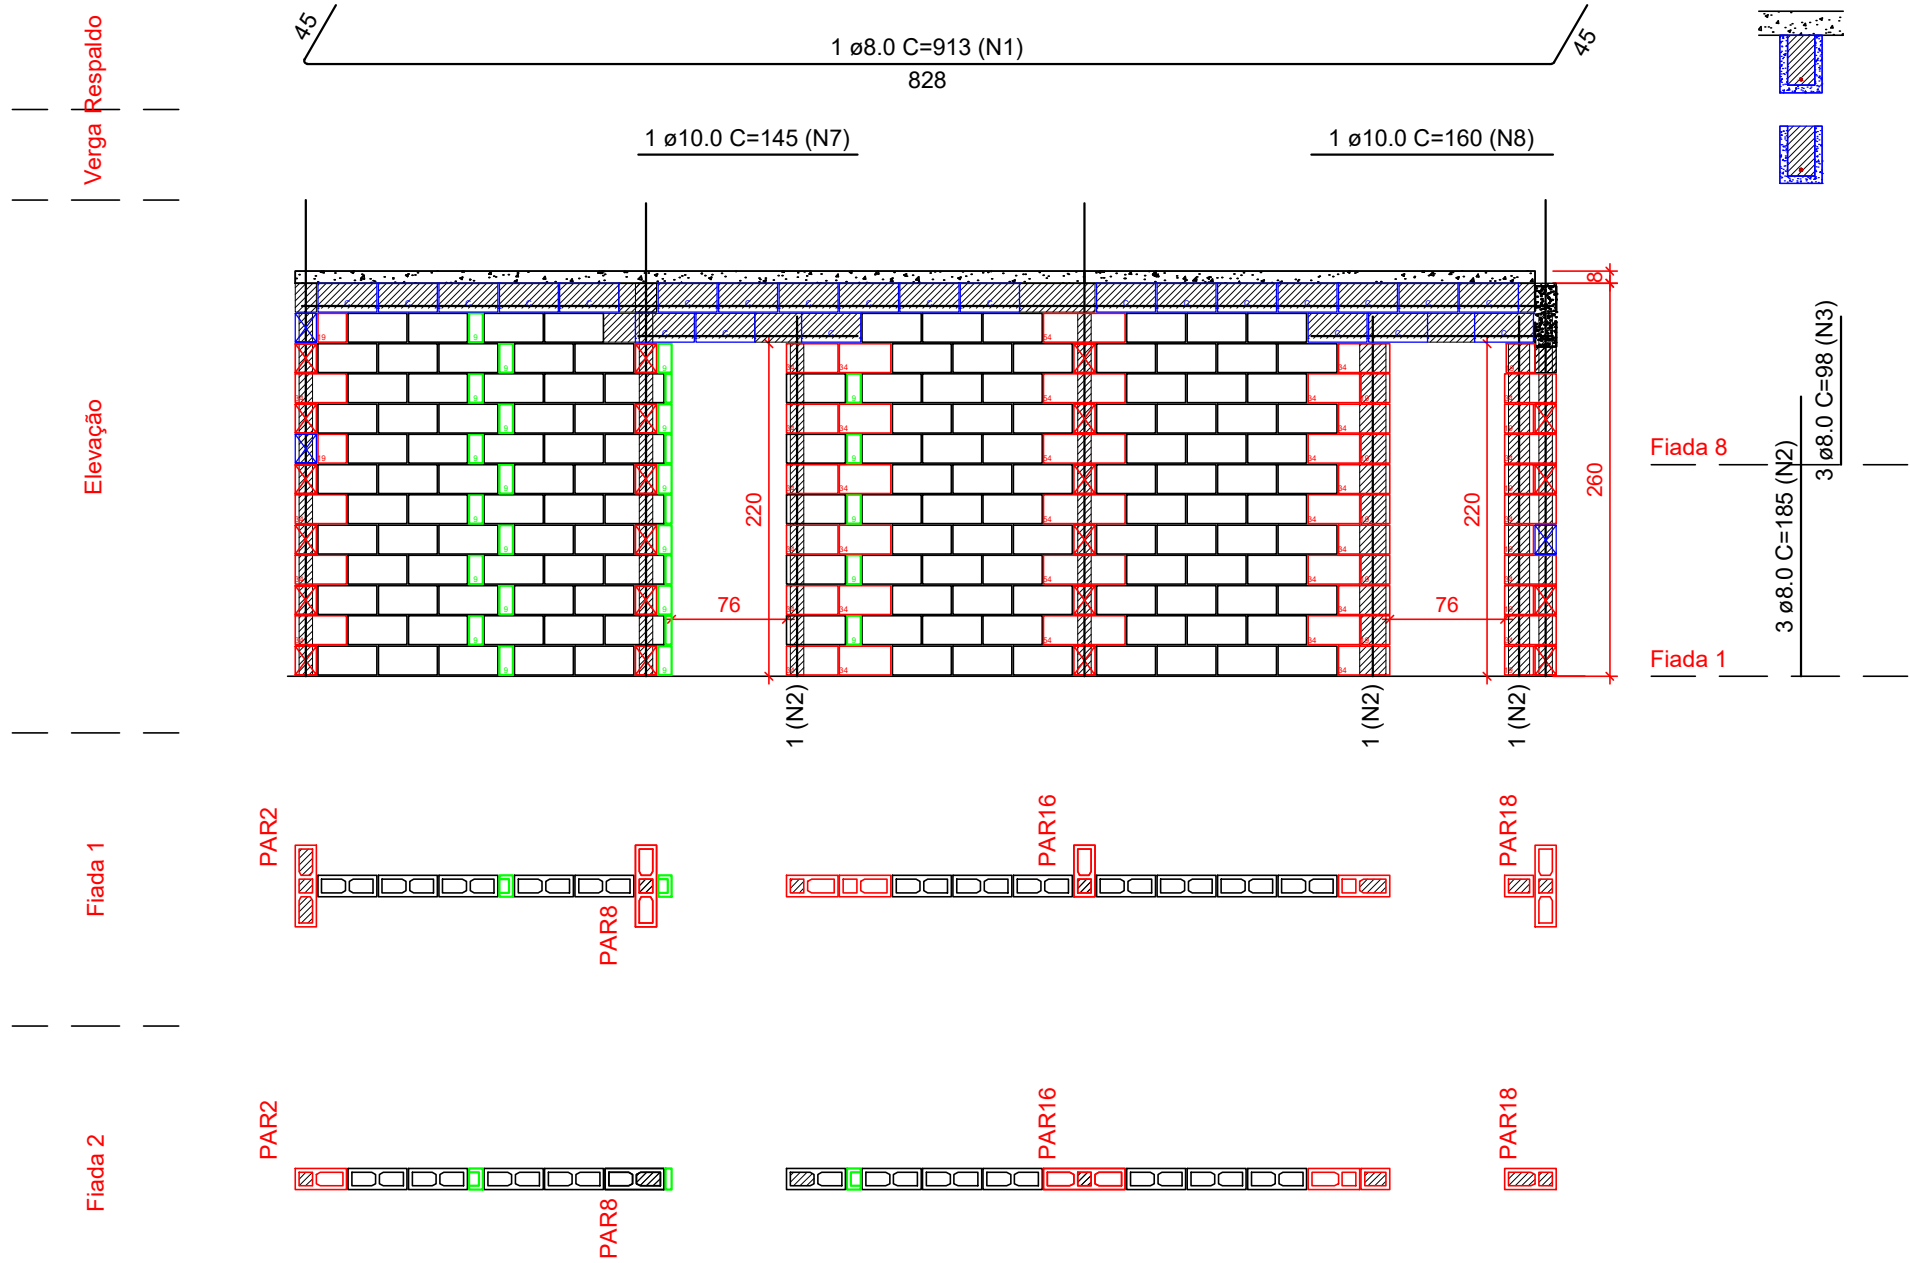 45
1 ø8.0 C=913 (N1)
828
45
Respaldo
Verga
1 ø10.0 C=145 (N7)
1 ø10.0 C=160 (N8)
Elevação
8
260
220
220
76
76
Fiada 8
Fiada 1
3 ø8.0 C=185 (N2)
3 ø8.0 C=98 (N3)
1 (N2)
1 (N2)
1 (N2)
Fiada 1
PAR2
PAR8
PAR16
PAR18
Fiada 2
PAR2
PAR8
PAR16
PAR18